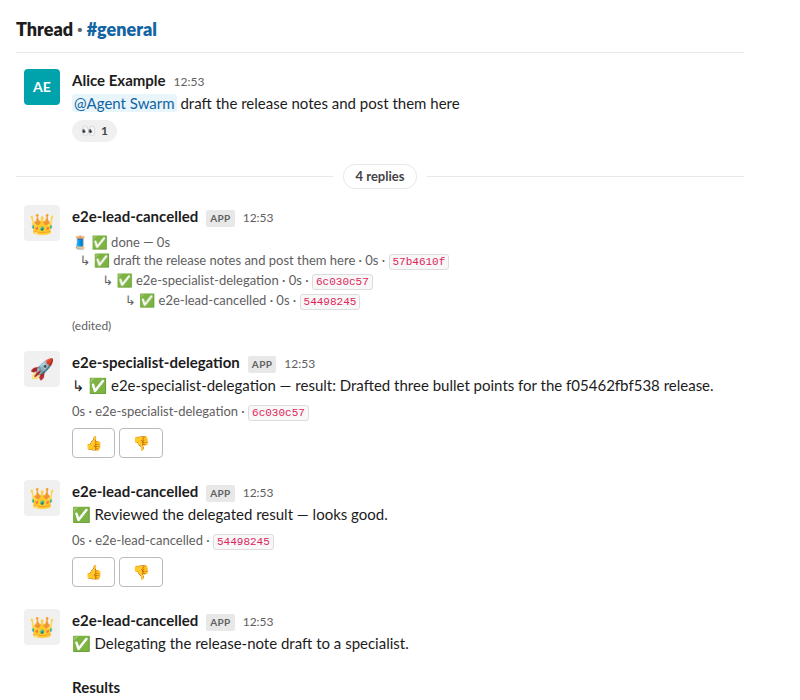 Thread • #general
AE
Alice Example 12:53
@Agent Swarm draft the release notes and post them here
👀 1
4 replies
e2e-lead-cancelled APP 12:53
🧵 ✅ done — 0s
↳ ✅ draft the release notes and post them here · 0s · 57b4610f
↳ ✅ e2e-specialist-delegation · 0s · 6c030c57
↳ ✅ e2e-lead-cancelled · 0s · 54498245
(edited)
e2e-specialist-delegation APP 12:53
↳ ✅ e2e-specialist-delegation — result: Drafted three bullet points for the f05462fbf538 release.
0s · e2e-specialist-delegation · 6c030c57
👍 👎
e2e-lead-cancelled APP 12:53
✅ Reviewed the delegated result — looks good.
0s · e2e-lead-cancelled · 54498245
👍 👎
e2e-lead-cancelled APP 12:53
✅ Delegating the release-note draft to a specialist.
Results